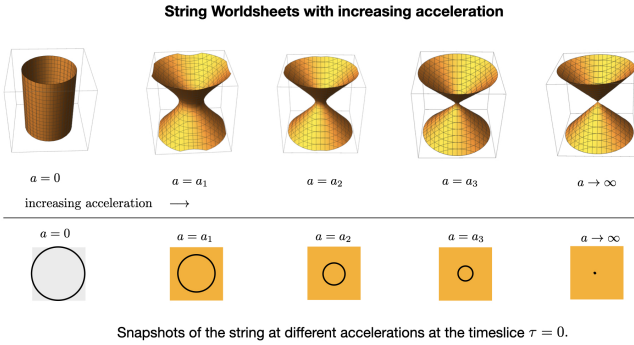 String Worldsheets with increasing acceleration
a = 0 a = a₁ a = a₂ a = a₃ a → ∞
increasing acceleration ⟶
a = 0 a = a₁ a = a₂ a = a₃ a → ∞
Snapshots of the string at different accelerations at the timeslice τ = 0.